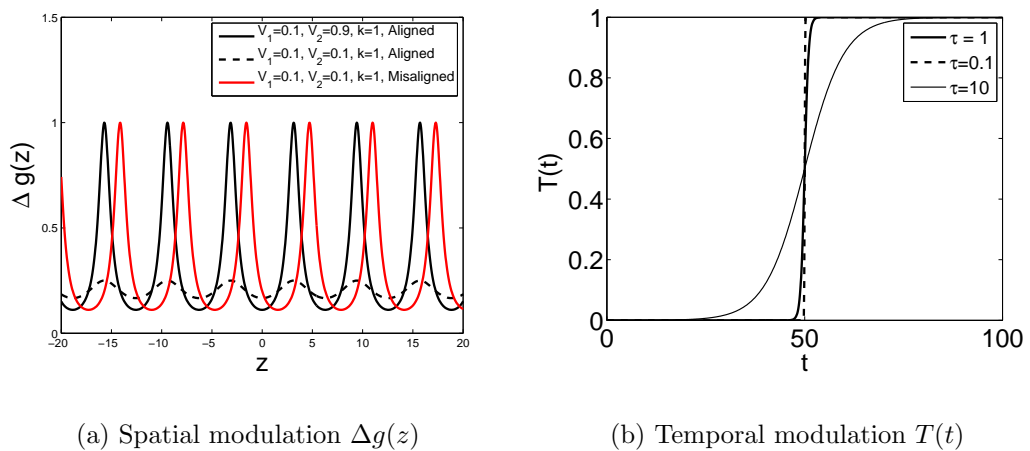 1.5
1
0.5
0
Δ g(z)
V1=0.1, V2=0.9, k=1, Aligned
V1=0.1, V2=0.1, k=1, Aligned
V1=0.1, V2=0.1, k=1, Misaligned
−20 −15 −10 −5 0 5 10 15 20
z
1
0.8
0.6
0.4
0.2
0
T(t)
τ = 1
τ=0.1
τ=10
0 50 100
t
(a) Spatial modulation Δg(z)
(b) Temporal modulation T(t)